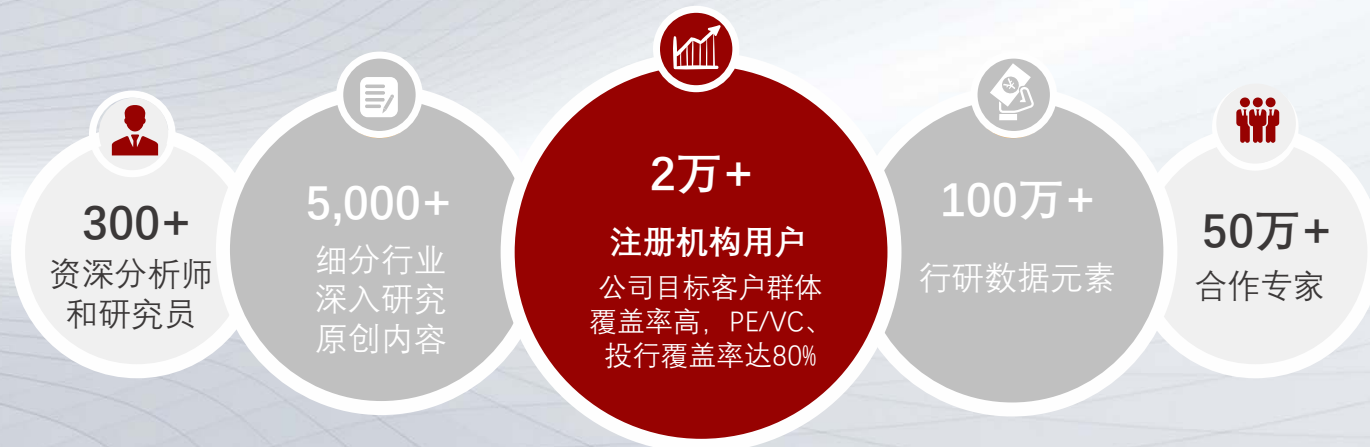 300+
资深分析师
和研究员
5,000+
细分行业
深入研究
原创内容
2万+
注册机构用户
公司目标客户群体
覆盖率高，PE/VC、
投行覆盖率达80%
100万+
行研数据元素
50万+
合作专家